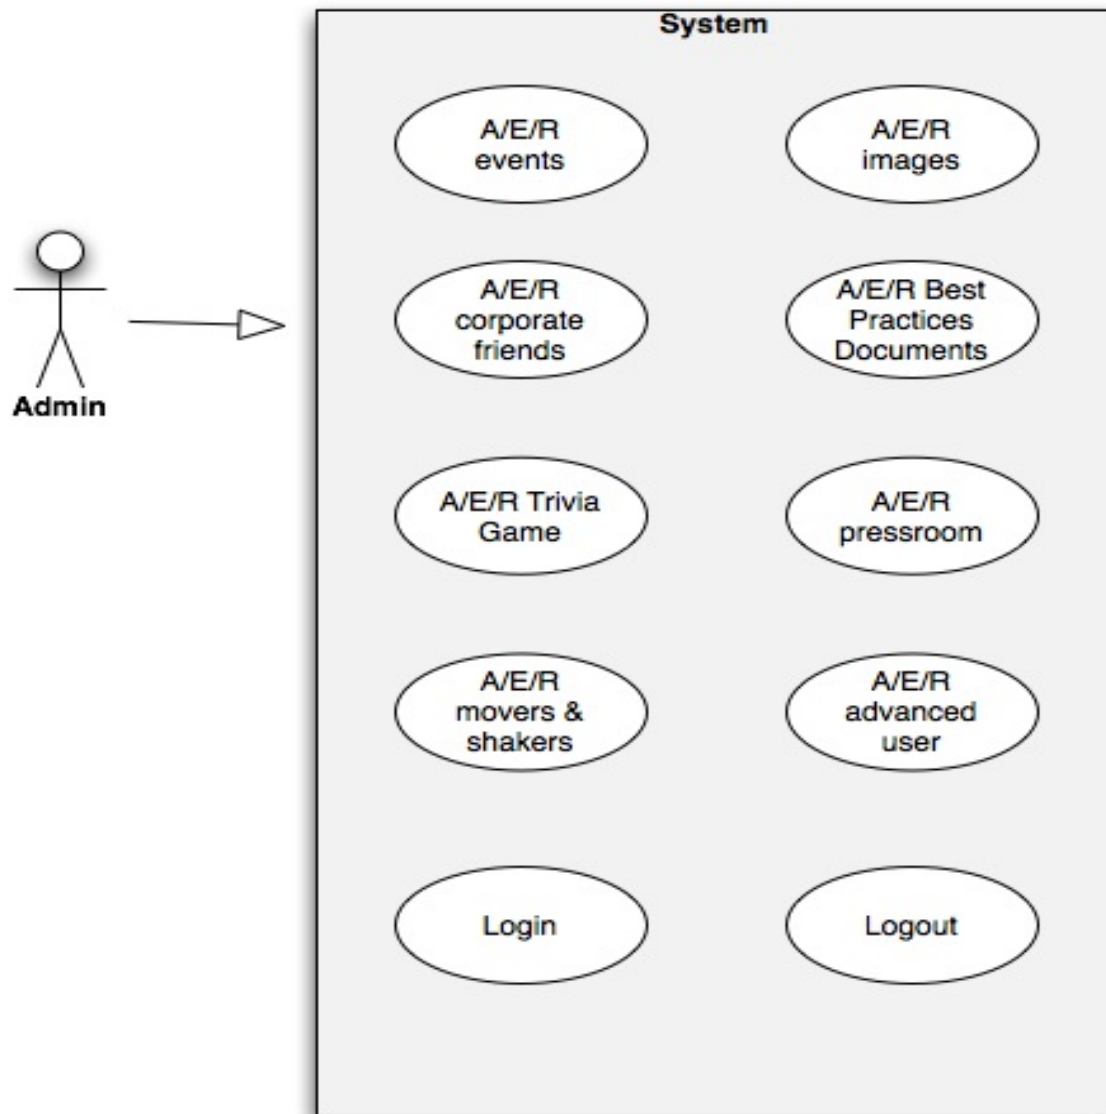 System
A/E/R
events
A/E/R
images
Admin
A/E/R
corporate
friends
A/E/R Best
Practices
Documents
A/E/R Trivia
Game
A/E/R
pressroom
A/E/R
movers &
shakers
A/E/R
advanced
user
Login
Logout